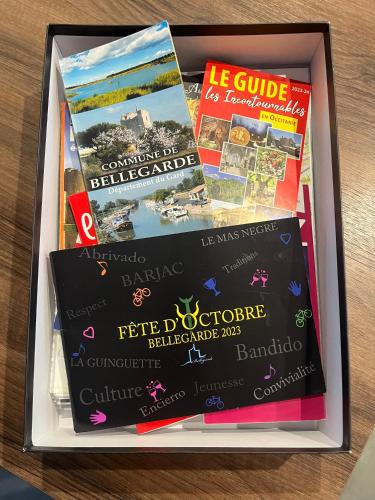 COMMUNE DE
BELLEGARDE
Département du Gard
LE GUIDE
2023-24
les Incontournables
EN OCCITANIE
LE MAS NEGRE
Abrivado
BARJAC
Traditions
Respect
FÊTE D'OCTOBRE
BELLEGARDE 2023
LA GUINGUETTE
Bandido
Culture
Jeunesse
Convivialité
Encierro